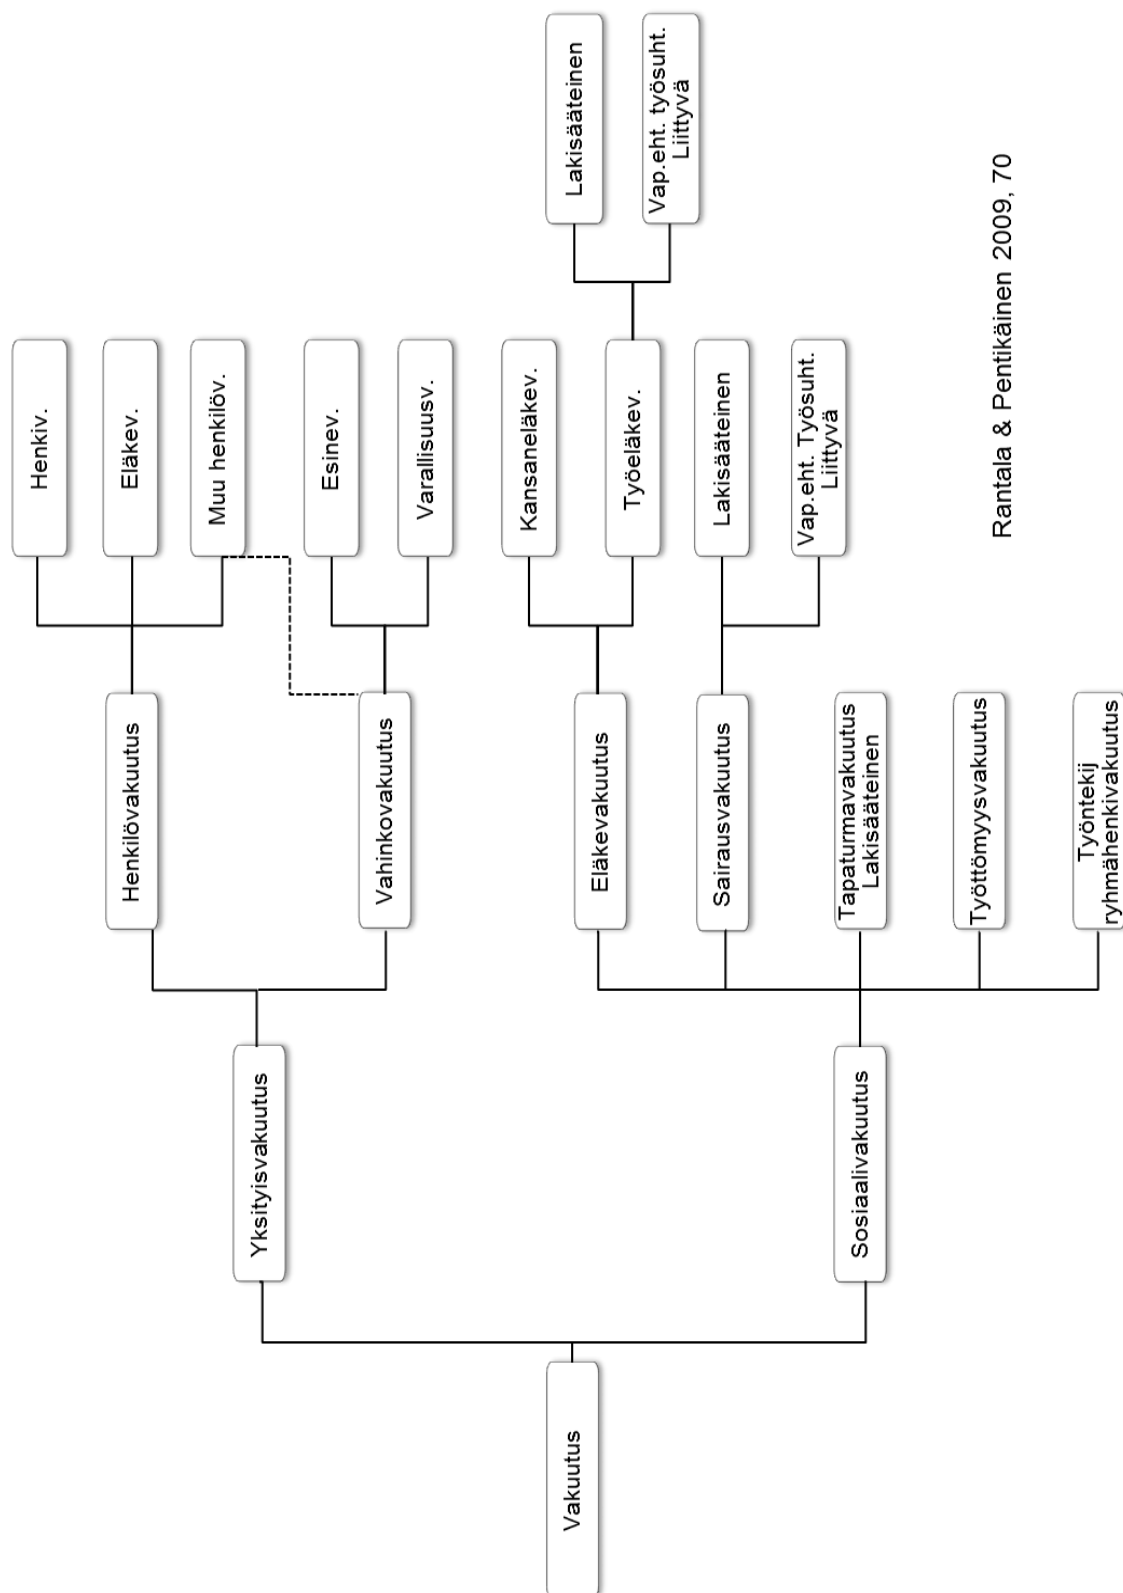 Vakuutus
Yksityisvakuutus
Sosiaalivakuutus
Henkilövakuutus
Vahinkovakuutus
Eläkevakuutus
Sairausvakuutus
Tapaturmavakuutus
Lakisääteinen
Työttömyysvakuutus
Työntekij
ryhmähenkivakuutus
Henkiv.
Eläkev.
Muu henkilöv.
Esinev.
Varallisuusv.
Kansaneläkev.
Työeläkev.
Lakisääteinen
Vap.eht. Työsuht.
Liittyvä
Lakisääteinen
Vap.eht. työsuht.
Liittyvä
Rantala & Pentikäinen 2009, 70